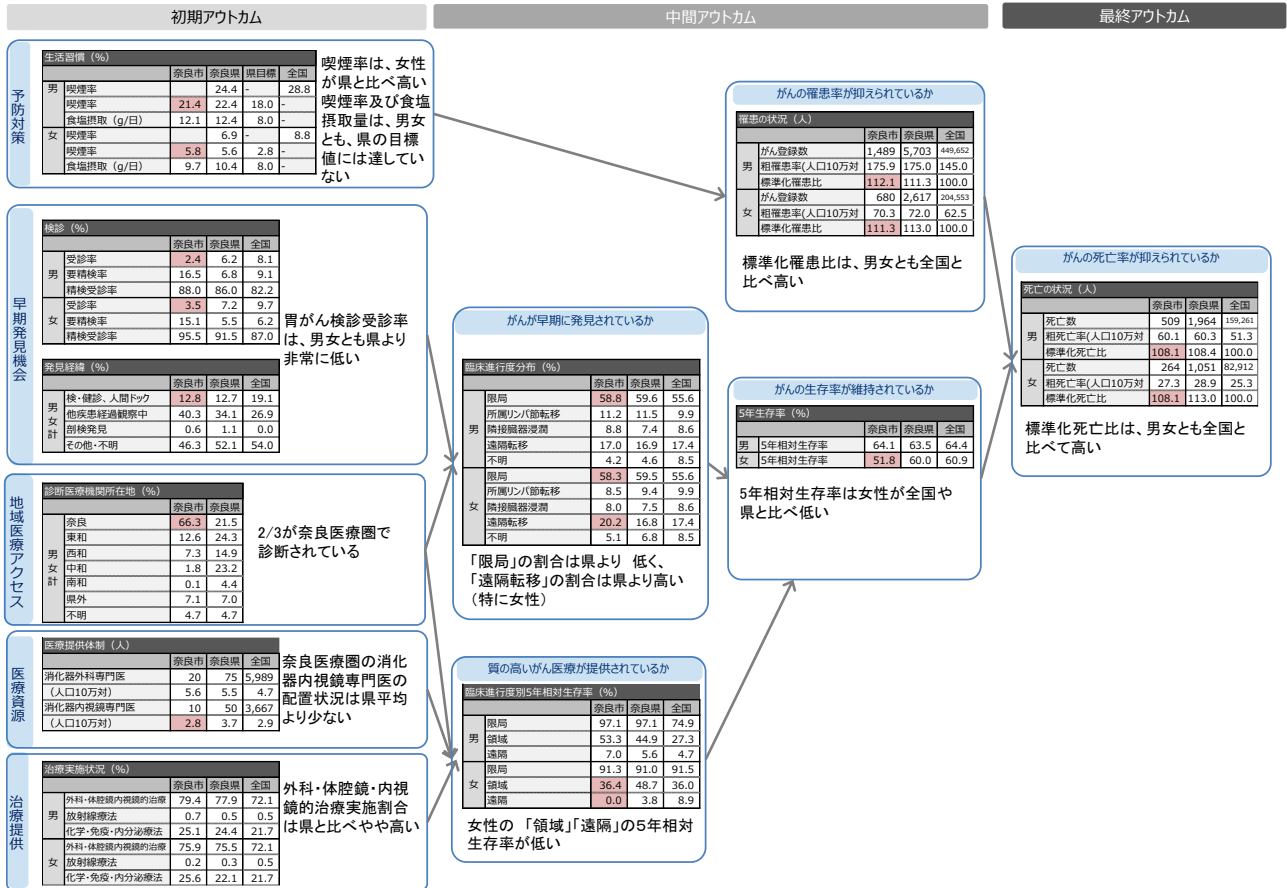 初期アウトカム
中間アウトカム
最終アウトカム
予防対策
生活習慣（%）
奈良市 奈良県 県目標 全国
男 喫煙率 24.4 - 28.8
喫煙率 21.4 22.4 18.0 -
食塩摂取（g/日） 12.1 12.4 8.0 -
女 喫煙率 6.9 - 8.8
喫煙率 5.8 5.6 2.8 -
食塩摂取（g/日） 9.7 10.4 8.0 -
喫煙率は、女性
が県と比べ高い
喫煙率及び食塩
摂取量は、男女
とも、県の目標
値には達してい
ない
早期発見機会
検診（%）
奈良市 奈良県 全国
男
受診率 2.4 6.2 8.1
要精検率 16.5 6.8 9.1
精検受診率 88.0 86.0 82.2
女
受診率 3.5 7.2 9.7
要精検率 15.1 5.5 6.2
精検受診率 95.5 91.5 87.0
発見経緯（%）
奈良市 奈良県 全国
男女計
検・健診、人間ドック 12.8 12.7 19.1
他疾患経過観察中 40.3 34.1 26.9
剖検発見 0.6 1.1 0.0
その他・不明 46.3 52.1 54.0
胃がん検診受診率
は、男女とも県より
非常に低い
地域医療アクセス
診断医療機関所在地（%）
奈良市 奈良県
男女計
奈良 66.3 21.5
東和 12.6 24.3
西和 7.3 14.9
中和 1.8 23.2
南和 0.1 4.4
県外 7.1 7.0
不明 4.7 4.7
2/3が奈良医療圏で
診断されている
医療資源
医療提供体制（人）
奈良市 奈良県 全国
消化器外科専門医 20 75 5,989
（人口10万対） 5.6 5.5 4.7
消化器内視鏡専門医 10 50 3,667
（人口10万対） 2.8 3.7 2.9
奈良医療圏の消化
器内視鏡専門医の
配置状況は県平均
より少ない
治療提供
治療実施状況（%）
奈良市 奈良県 全国
男
外科・体腔鏡内視鏡的治療 79.4 77.9 72.1
放射線療法 0.7 0.5 0.5
化学・免疫・内分泌療法 25.1 24.4 21.7
女
外科・体腔鏡内視鏡的治療 75.9 75.5 72.1
放射線療法 0.2 0.3 0.5
化学・免疫・内分泌療法 25.6 22.1 21.7
外科・体腔鏡・内視
鏡的治療実施割合
は県と比べやや高い
がんが早期に発見されているか
臨床進行度分布（%）
奈良市 奈良県 全国
男
限局 58.8 59.6 55.6
所属リンパ節転移 11.2 11.5 9.9
隣接臓器浸潤 8.8 7.4 8.6
遠隔転移 17.0 16.9 17.4
不明 4.2 4.6 8.5
女
限局 58.3 59.5 55.6
所属リンパ節転移 8.5 9.4 9.9
隣接臓器浸潤 8.0 7.5 8.6
遠隔転移 20.2 16.8 17.4
不明 5.1 6.8 8.5
「限局」の割合は県より 低く、
「遠隔転移」の割合は県より高い
（特に女性）
質の高いがん医療が提供されているか
臨床進行度別5年相対生存率（%）
奈良市 奈良県 全国
男
限局 97.1 97.1 74.9
領域 53.3 44.9 27.3
遠隔 7.0 5.6 4.7
女
限局 91.3 91.0 91.5
領域 36.4 48.7 36.0
遠隔 0.0 3.8 8.9
女性の 「領域」「遠隔」の5年相対
生存率が低い
がんの罹患率が抑えられているか
罹患の状況（人）
奈良市 奈良県 全国
男
がん登録数 1,489 5,703 449,652
粗罹患率(人口10万対 175.9 175.0 145.0
標準化罹患比 112.1 111.3 100.0
女
がん登録数 680 2,617 204,553
粗罹患率(人口10万対 70.3 72.0 62.5
標準化罹患比 111.3 113.0 100.0
標準化罹患比は、男女とも全国と
比べ高い
がんの生存率が維持されているか
5年生存率（%）
奈良市 奈良県 全国
男 5年相対生存率 64.1 63.5 64.4
女 5年相対生存率 51.8 60.0 60.9
5年相対生存率は女性が全国や
県と比べ低い
がんの死亡率が抑えられているか
死亡の状況（人）
奈良市 奈良県 全国
男
死亡数 509 1,964 159,261
粗死亡率(人口10万対 60.1 60.3 51.3
標準化死亡比 108.1 108.4 100.0
女
死亡数 264 1,051 82,912
粗死亡率(人口10万対 27.3 28.9 25.3
標準化死亡比 108.1 113.0 100.0
標準化死亡比は、男女とも全国と
比べて高い